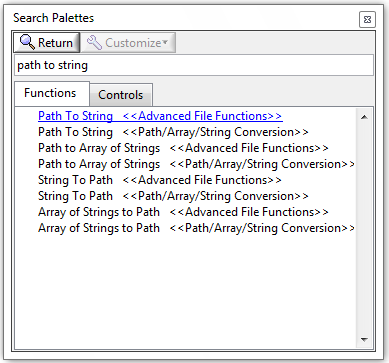 Search Palettes
Return Customize
path to string
Functions Controls
Path To String <<Advanced File Functions>>
Path To String <<Path/Array/String Conversion>>
Path to Array of Strings <<Advanced File Functions>>
Path to Array of Strings <<Path/Array/String Conversion>>
String To Path <<Advanced File Functions>>
String To Path <<Path/Array/String Conversion>>
Array of Strings to Path <<Advanced File Functions>>
Array of Strings to Path <<Path/Array/String Conversion>>